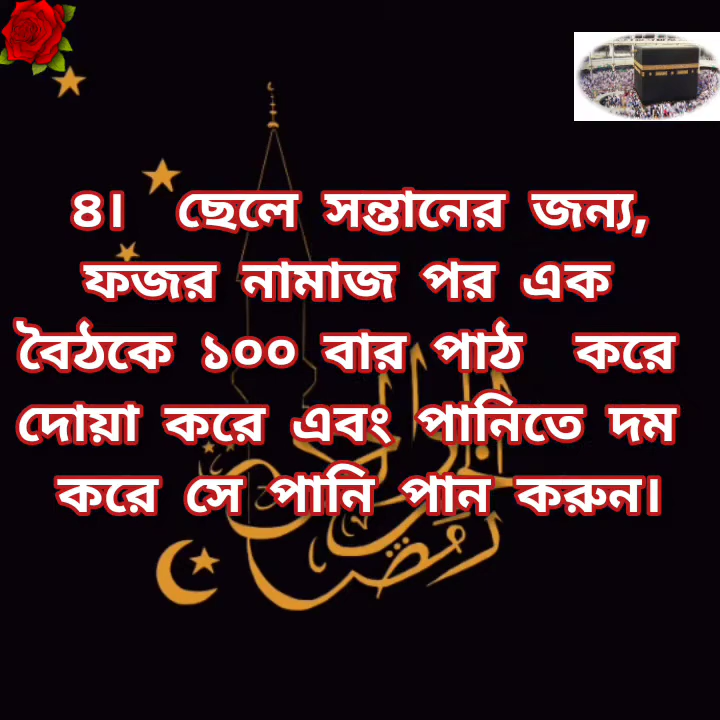 ৪। ছেলে সন্তানের জন্য,
ফজর নামাজ পর এক
বৈঠকে ১০০ বার পাঠ করে
দোয়া করে এবং পানিতে দম
করে সে পানি পান করুন।